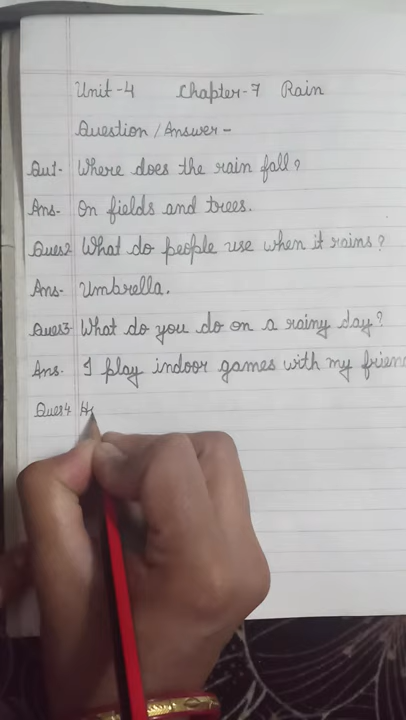 Unit-4 Chapter-7 Rain
Question / Answer -
Qu1- Where does the rain fall?
Ans- On fields and trees.
Ques2 What do people use when it rains?
Ans- Umbrella.
Ques3- What do you do on a rainy day?
Ans. I play indoor games with my frien
Ques4 H